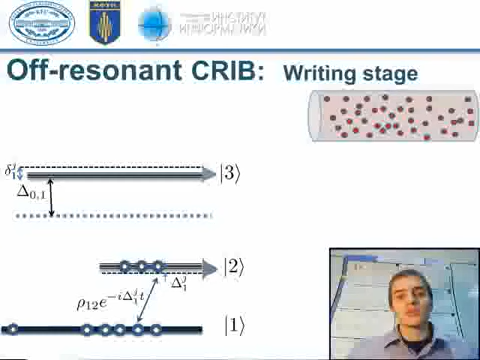 ИНСТИТУТ
ИНФОРМАТИКИ
Off-resonant CRIB: Writing stage
δ₁ʲ
|3⟩
Δ₀,₁
|2⟩
Δ₁ʲ
ρ₁₂e^{-iΔ₁ʲt}
|1⟩